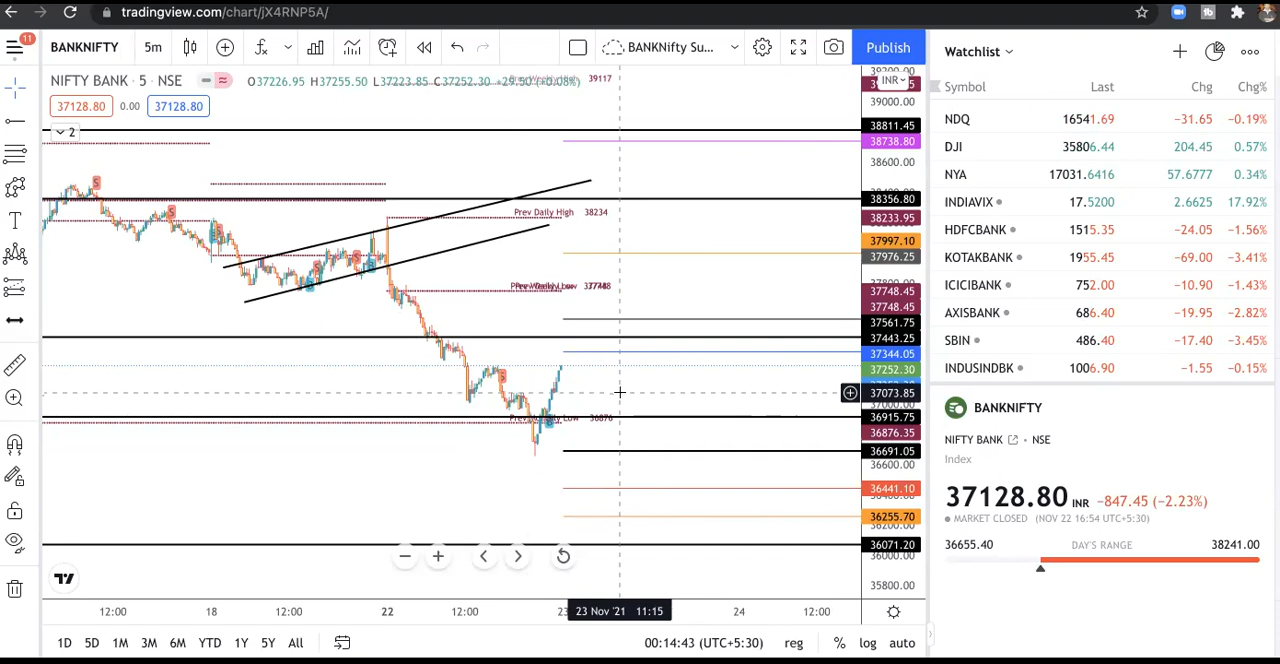 tradingview.com/chart/jX4RNP5A/
11
BANKNIFTY
5m
BANKNifty Su...
Publish
Watchlist
NIFTY BANK · 5 · NSE
O37226.95 H37255.50 L37223.85 C37252.30 +29.50 (+0.08%)
39117
INR
37128.80
0.00
37128.80
2
Prev Daily High 38234
37748
Prev Monthly Low 36876
39000.00
38811.45
38738.80
38600.00
38356.80
38233.95
37997.10
37976.25
37748.45
37748.45
37561.75
37443.25
37344.05
37252.30
37073.85
37000.00
36915.75
36876.35
36691.05
36600.00
36441.10
36255.70
36200.00
36071.20
36000.00
35800.00
12:00
18
12:00
22
12:00
23
23 Nov '21 11:15
24
12:00
1D 5D 1M 3M 6M YTD 1Y 5Y All
00:14:43 (UTC+5:30)
reg
%
log
auto
Symbol Last Chg Chg%
NDQ 16541.69 −31.65 −0.19%
DJI 35806.44 204.45 0.57%
NYA 17031.6416 57.6777 0.34%
INDIAVIX 17.5200 2.6625 17.92%
HDFCBANK 1515.35 −24.05 −1.56%
KOTAKBANK 1955.45 −69.00 −3.41%
ICICIBANK 752.00 −10.90 −1.43%
AXISBANK 686.40 −19.95 −2.82%
SBIN 486.40 −17.40 −3.45%
INDUSINDBK 1006.90 −1.55 −0.15%
BANKNIFTY
NIFTY BANK · NSE
Index
37128.80 INR −847.45 (−2.23%)
MARKET CLOSED (NOV 22 16:54 UTC+5:30)
36655.40 DAY'S RANGE 38241.00